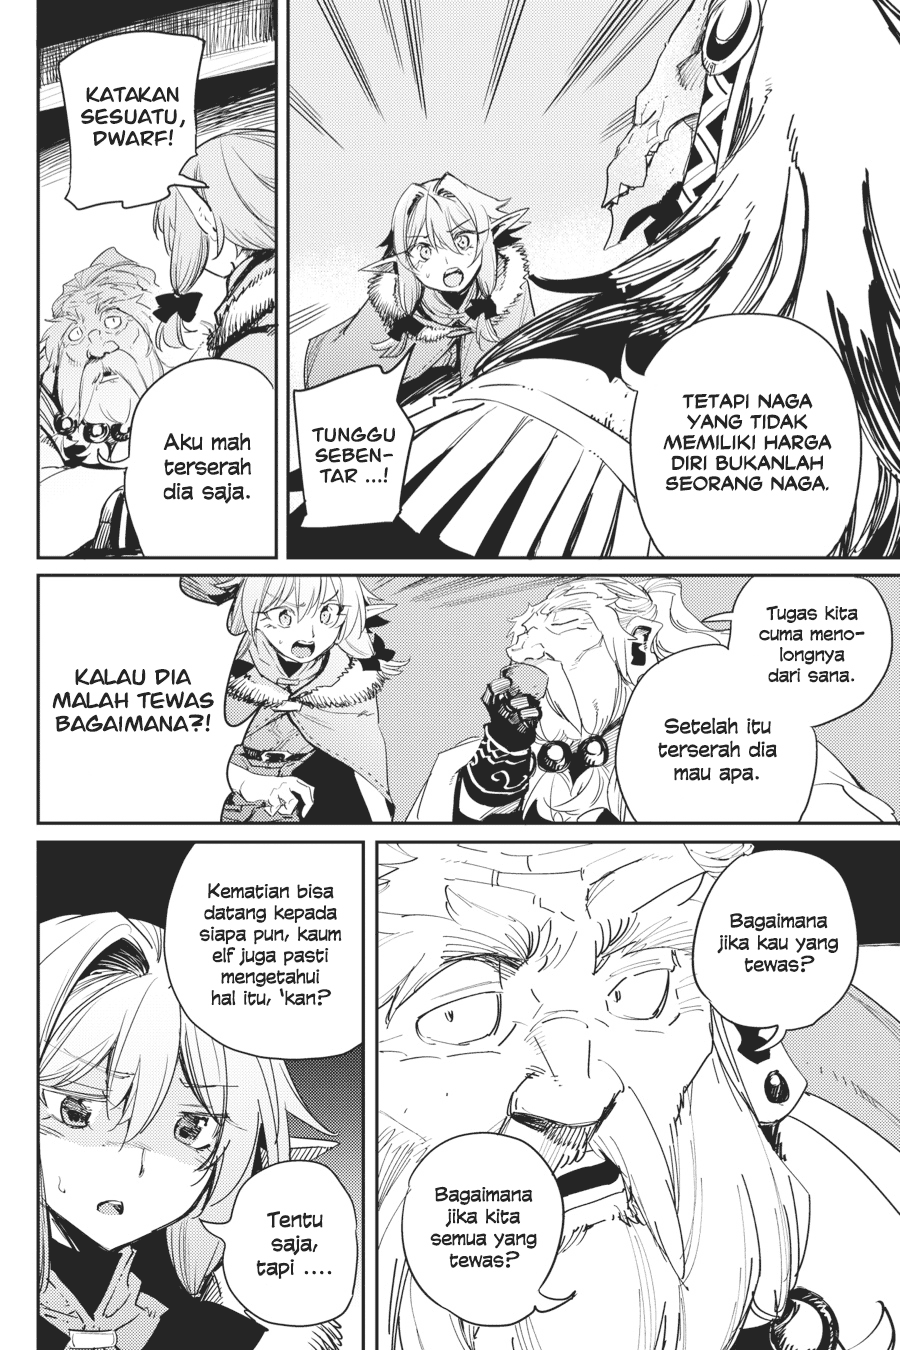 TETAPI NAGA
YANG TIDAK
MEMILIKI HARGA
DIRI BUKANLAH
SEORANG NAGA.
TUNGGU
SEBEN-
TAR ...!
KATAKAN
SESUATU,
DWARF!
Aku mah
terserah
dia saja.
Tugas kita
cuma meno-
longnya
dari sana.
Setelah itu
terserah dia
mau apa.
KALAU DIA
MALAH TEWAS
BAGAIMANA?!
Bagaimana
jika kau yang
tewas?
Bagaimana
jika kita
semua yang
tewas?
Kematian bisa
datang kepada
siapa pun, kaum
elf juga pasti
mengetahui
hal itu, 'kan?
Tentu
saja,
tapi ....